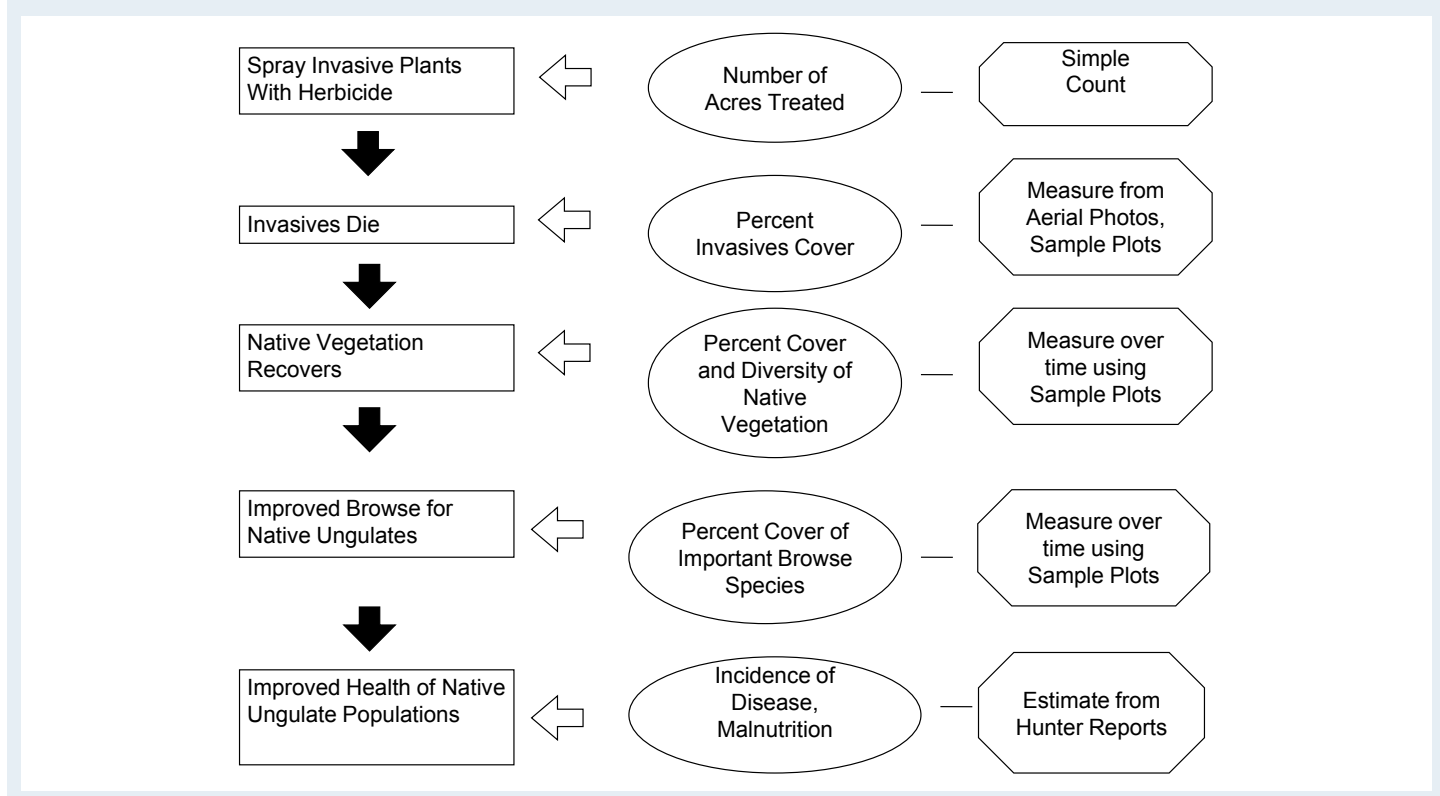 Spray Invasive Plants
With Herbicide
Number of
Acres Treated
Simple
Count
Invasives Die
Percent
Invasives Cover
Measure from
Aerial Photos,
Sample Plots
Native Vegetation
Recovers
Percent Cover
and Diversity of
Native
Vegetation
Measure over
time using
Sample Plots
Improved Browse for
Native Ungulates
Percent Cover of
Important Browse
Species
Measure over
time using
Sample Plots
Improved Health of Native
Ungulate Populations
Incidence of
Disease,
Malnutrition
Estimate from
Hunter Reports